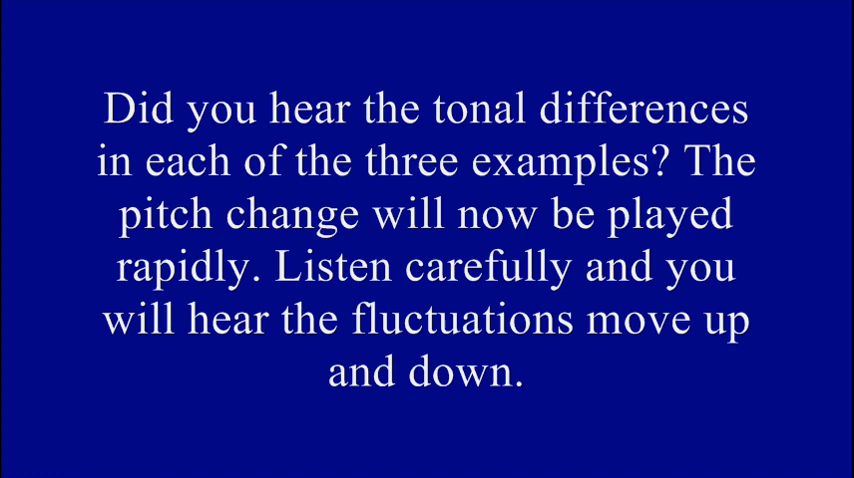 Did you hear the tonal differences
in each of the three examples? The
pitch change will now be played
rapidly. Listen carefully and you
will hear the fluctuations move up
and down.